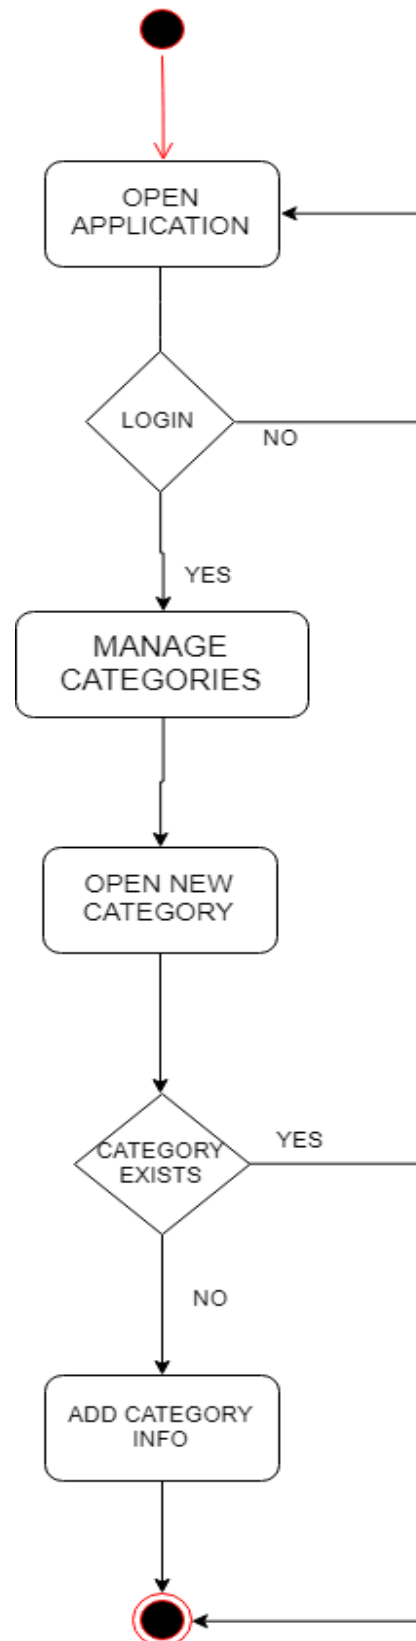 OPEN
APPLICATION
LOGIN
NO
YES
MANAGE
CATEGORIES
OPEN NEW
CATEGORY
CATEGORY
EXISTS
YES
NO
ADD CATEGORY
INFO